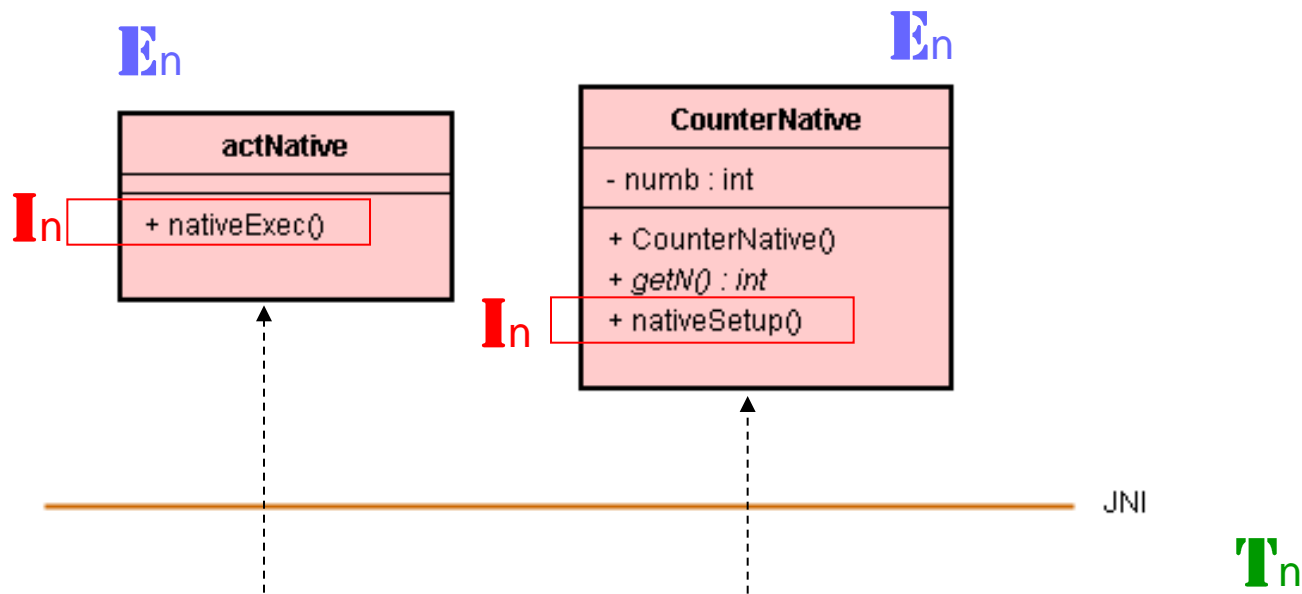 En
En
actNative
CounterNative
- numb : int
In
+ nativeExec()
+ CounterNative()
+ getN() : int
In
+ nativeSetup()
JNI
Tn